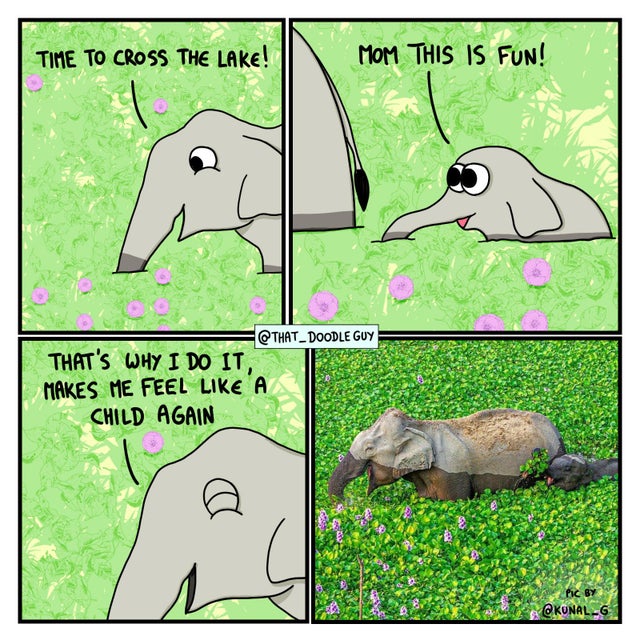 TIME TO CROSS THE LAKE!
MOM THIS IS FUN!
@THAT_DOODLE GUY
THAT'S WHY I DO IT,
MAKES ME FEEL LIKE A
CHILD AGAIN
PIC BY
@KUNAL_G